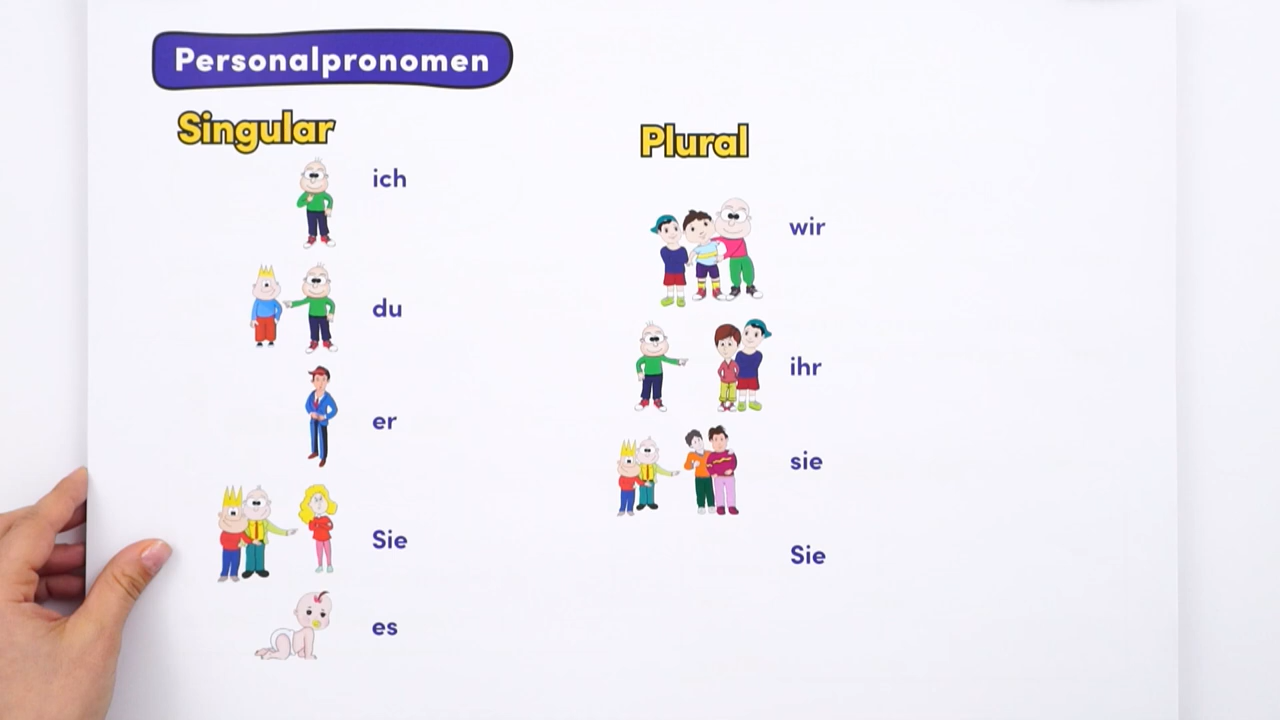 Personalpronomen
Singular
ich
du
er
Sie
es
Plural
wir
ihr
sie
Sie